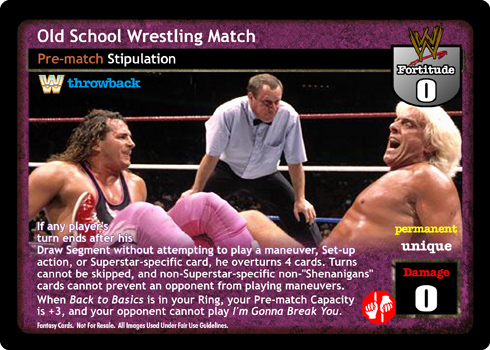 Old School Wrestling Match
Pre-match Stipulation
W
Fortitude
0
throwback
If any player's
turn ends after his
Draw Segment without attempting to play a maneuver, Set-up
action, or Superstar-specific card, he overturns 4 cards. Turns
cannot be skipped, and non-Superstar-specific non-"Shenanigans"
cards cannot prevent an opponent from playing maneuvers.
When Back to Basics is in your Ring, your Pre-match Capacity
is +3, and your opponent cannot play I'm Gonna Break You.
permanent
unique
Damage
0
Fantasy Cards. Not For Resale. All Images Used Under Fair Use Guidelines.